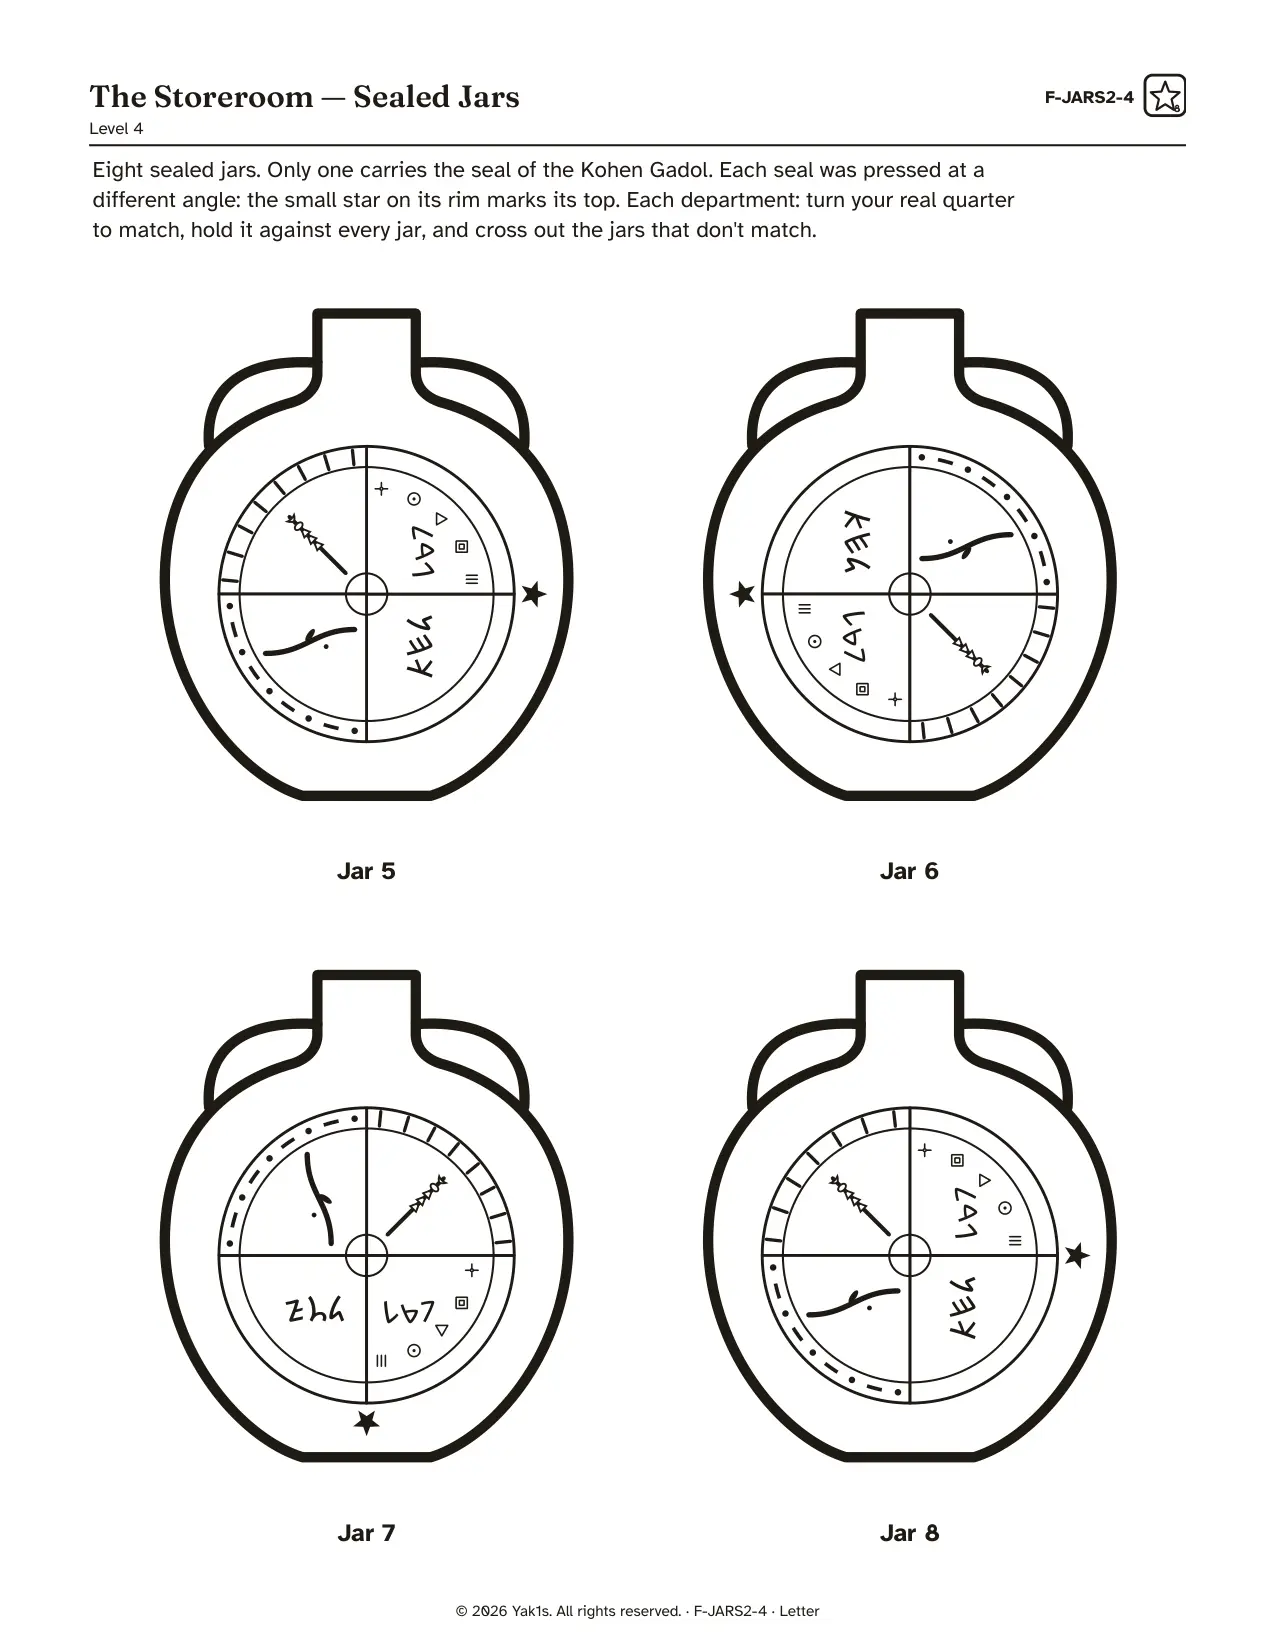 The Storeroom — Sealed Jars
F-JARS2-4
Level 4
Eight sealed jars. Only one carries the seal of the Kohen Gadol. Each seal was pressed at a
different angle: the small star on its rim marks its top. Each department: turn your real quarter
to match, hold it against every jar, and cross out the jars that don't match.
Jar 5
Jar 6
Jar 7
Jar 8
© 2026 Yak1s. All rights reserved. · F-JARS2-4 · Letter